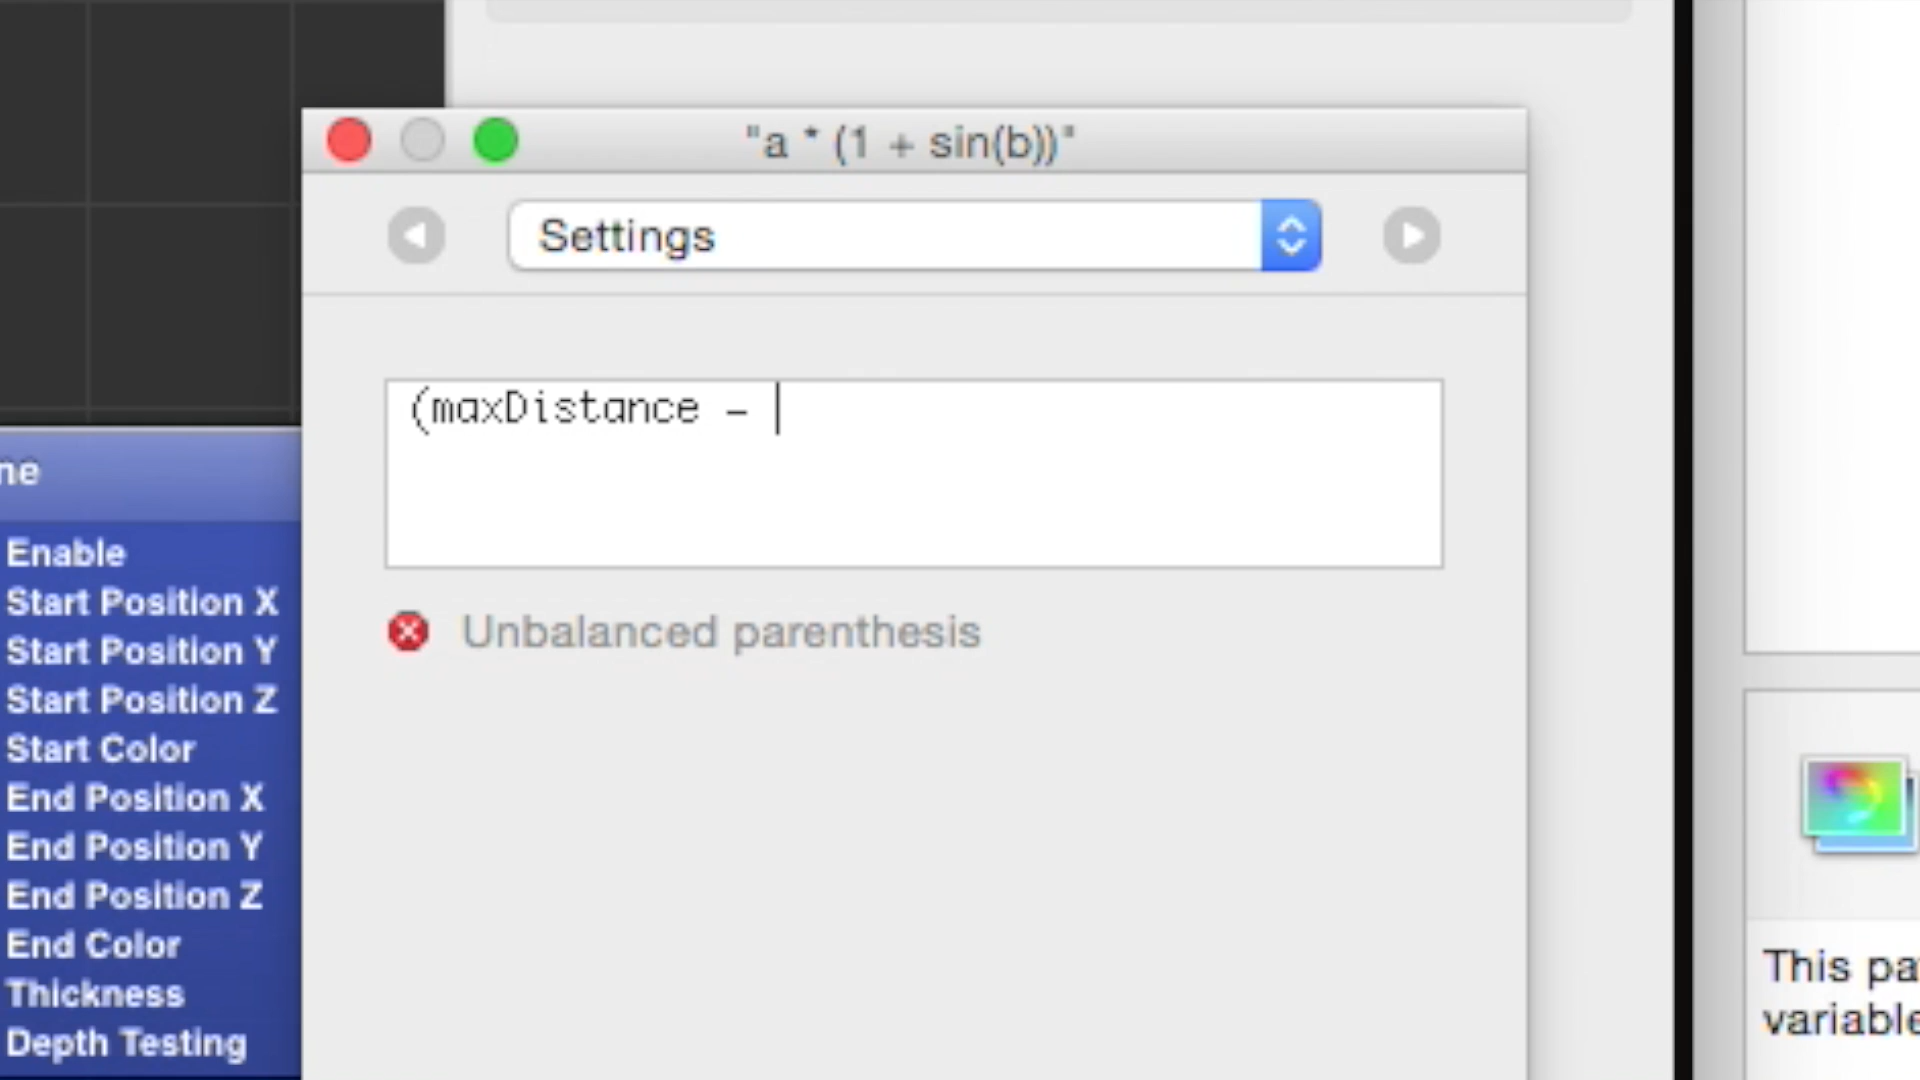 "a * (1 + sin(b))"
Settings
(maxDistance –
Unbalanced parenthesis
ne
Enable
Start Position X
Start Position Y
Start Position Z
Start Color
End Position X
End Position Y
End Position Z
End Color
Thickness
Depth Testing
This pa
variable